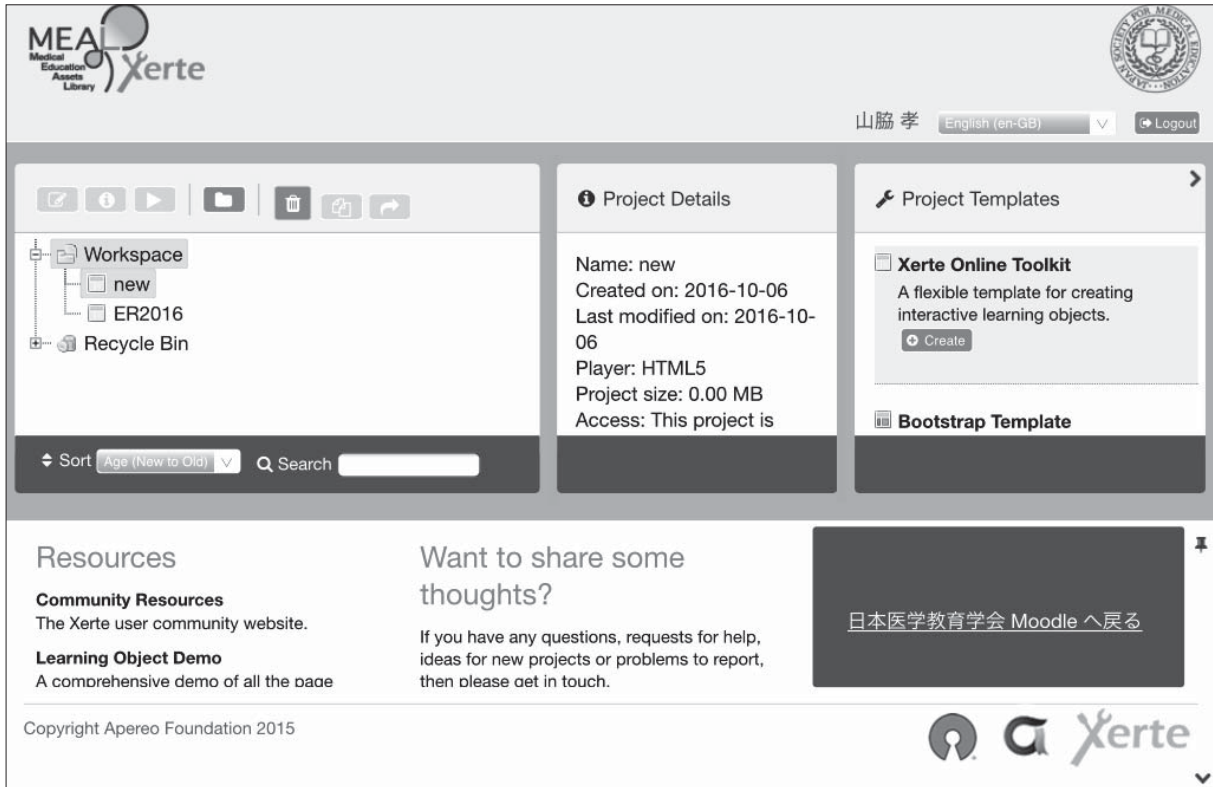 MEAL
Medical
Education
Assets
Library
Xerte
JAPAN SOCIETY FOR MEDICAL EDUCATION
山脇 孝
English (en-GB)
Logout
Workspace
new
ER2016
Recycle Bin
Sort
Age (New to Old)
Search
Project Details
Name: new
Created on: 2016-10-06
Last modified on: 2016-10-
06
Player: HTML5
Project size: 0.00 MB
Access: This project is
Project Templates
Xerte Online Toolkit
A flexible template for creating
interactive learning objects.
Create
Bootstrap Template
Resources
Community Resources
The Xerte user community website.
Learning Object Demo
A comprehensive demo of all the page
Want to share some
thoughts?
If you have any questions, requests for help,
ideas for new projects or problems to report,
then please get in touch.
日本医学教育学会 Moodle へ戻る
Copyright Apereo Foundation 2015
Xerte